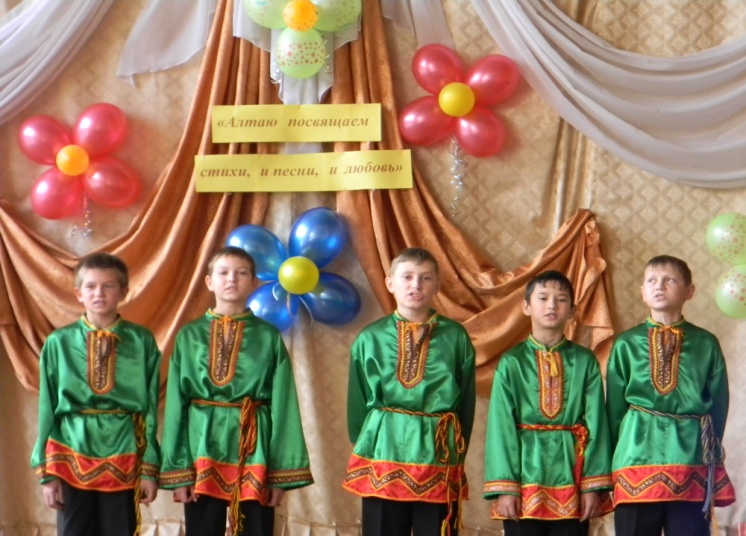 «Алтаю посвящаем
стихи, и песни, и любовь»